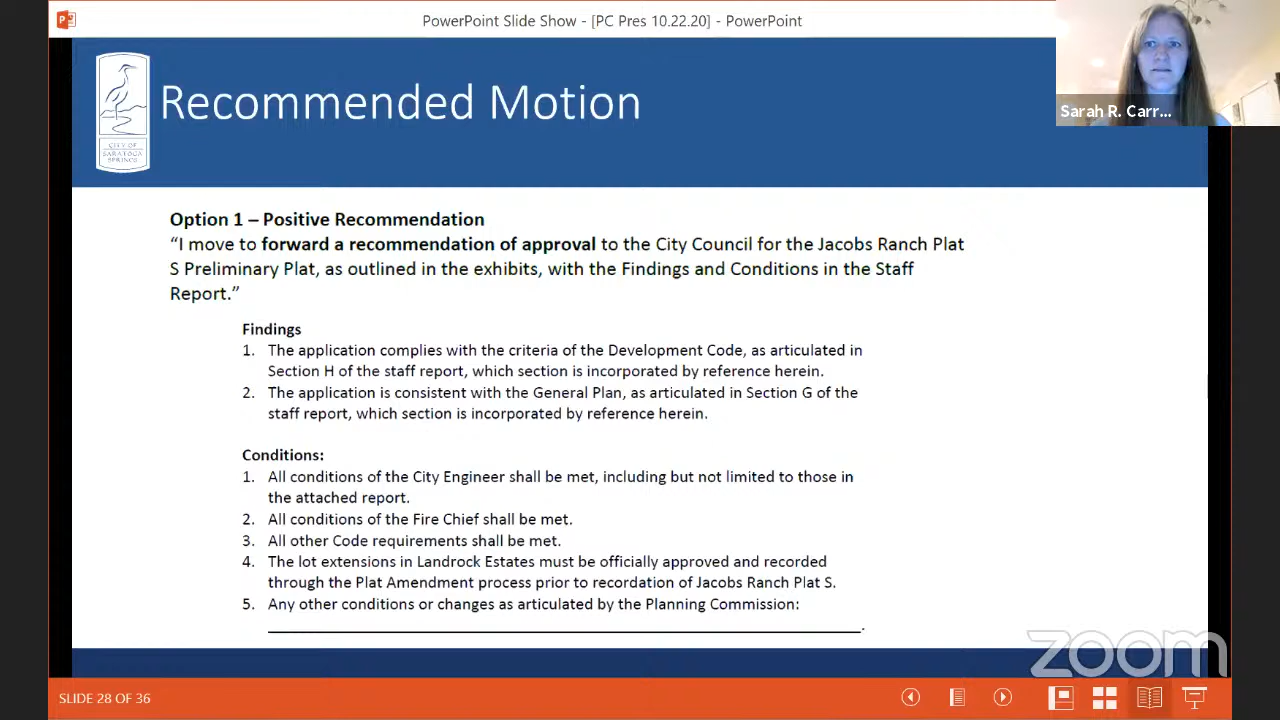 PowerPoint Slide Show - [PC Pres 10.22.20] - PowerPoint
CITY OF
SARATOGA
SPRINGS
Recommended Motion
Sarah R. Carr...
Option 1 – Positive Recommendation
“I move to forward a recommendation of approval to the City Council for the Jacobs Ranch Plat
S Preliminary Plat, as outlined in the exhibits, with the Findings and Conditions in the Staff
Report.”
Findings
1. The application complies with the criteria of the Development Code, as articulated in
Section H of the staff report, which section is incorporated by reference herein.
2. The application is consistent with the General Plan, as articulated in Section G of the
staff report, which section is incorporated by reference herein.
Conditions:
1. All conditions of the City Engineer shall be met, including but not limited to those in
the attached report.
2. All conditions of the Fire Chief shall be met.
3. All other Code requirements shall be met.
4. The lot extensions in Landrock Estates must be officially approved and recorded
through the Plat Amendment process prior to recordation of Jacobs Ranch Plat S.
5. Any other conditions or changes as articulated by the Planning Commission:
______________________________________________.
zoom
SLIDE 28 OF 36